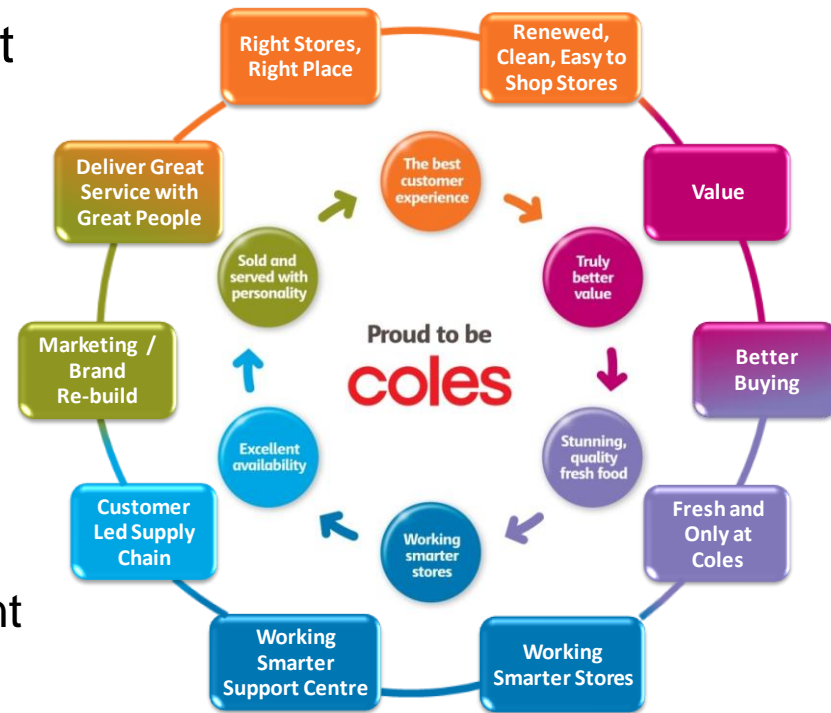 t
Right Stores,
Right Place
Renewed,
Clean, Easy to
Shop Stores
Deliver Great
Service with
Great People
The best
customer
experience
Value
Sold and
served with
personality
Truly
better
value
Marketing /
Brand
Re-build
Proud to be
coles
Better
Buying
Excellent
availability
Stunning,
quality
fresh food
Customer
Led Supply
Chain
Working
smarter
stores
Fresh and
Only at
Coles
nt
Working
Smarter
Support Centre
Working
Smarter Stores